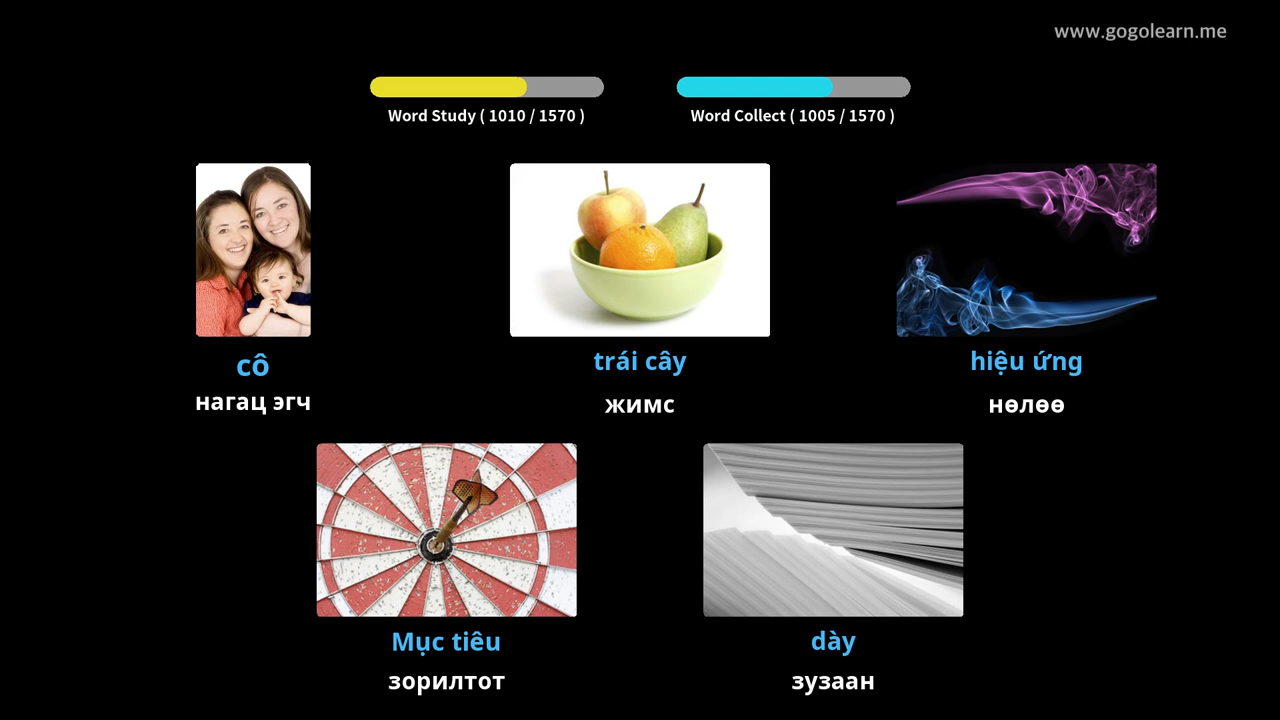 www.gogolearn.me
Word Study ( 1010 / 1570 )
Word Collect ( 1005 / 1570 )
cô
нагац эгч
trái cây
жимс
hiệu ứng
нөлөө
Mục tiêu
зорилтот
dày
зузаан